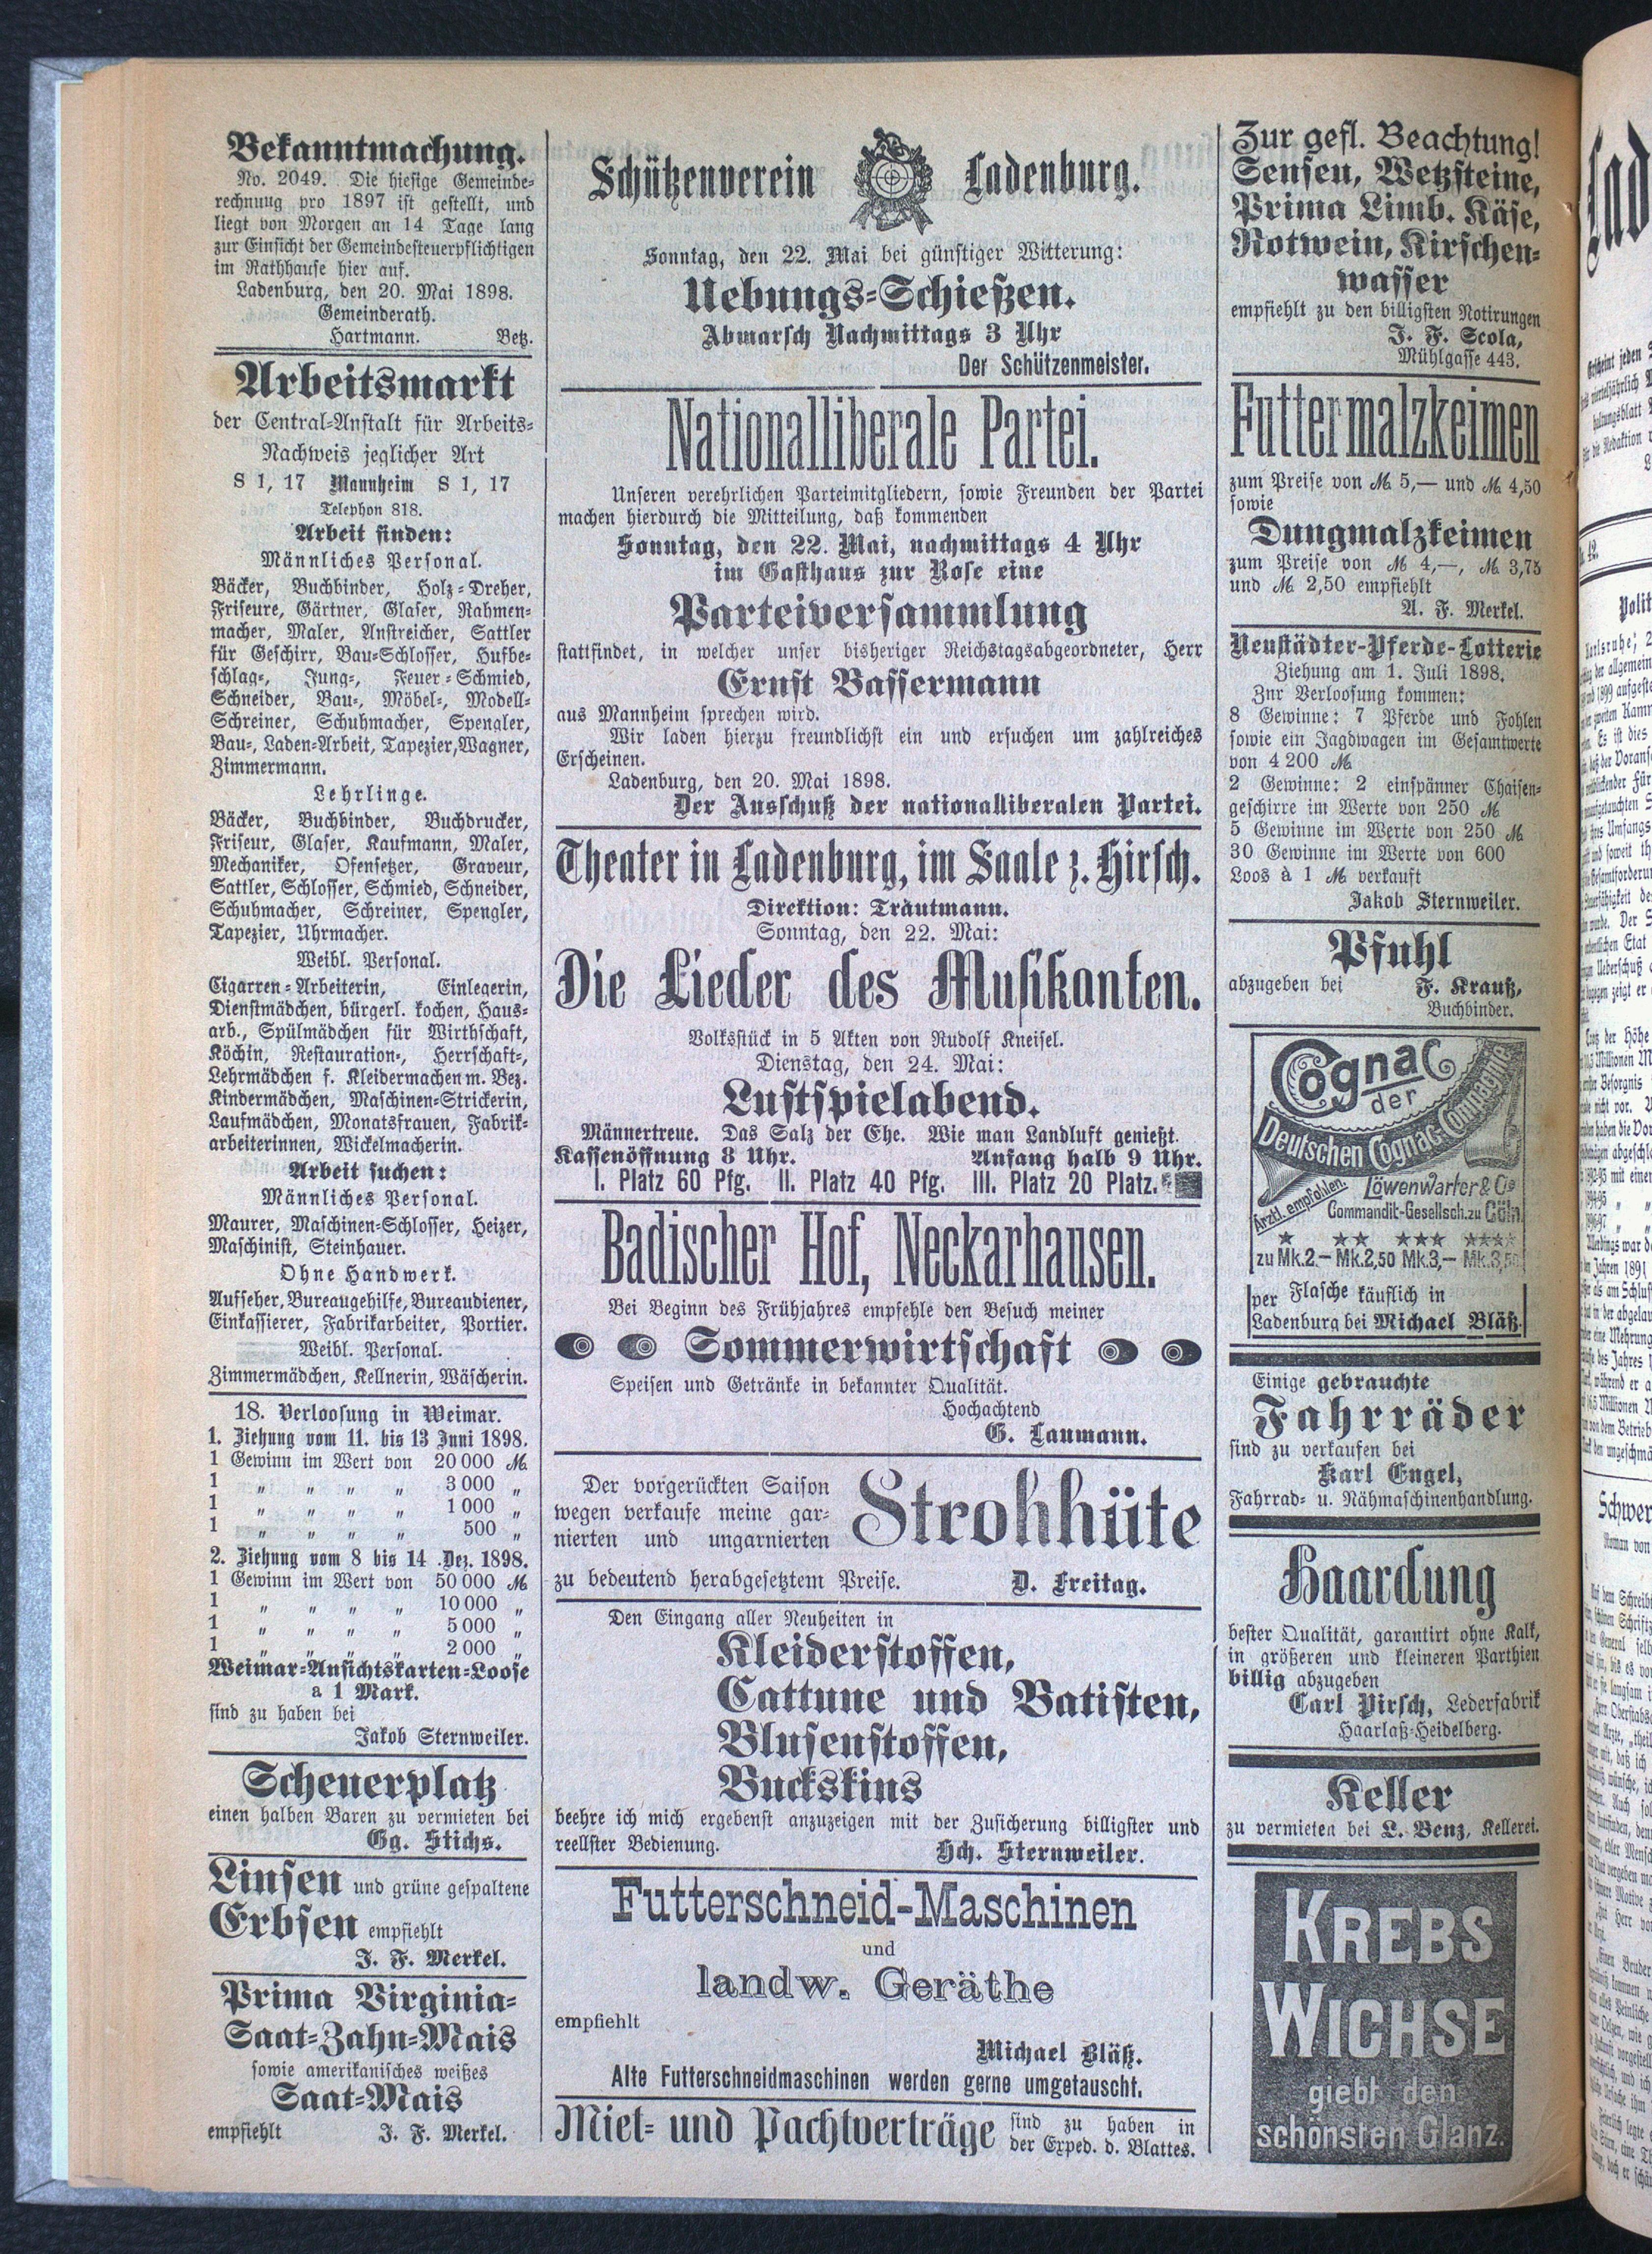 Bekanntmachung.
No. 2049. Die hiesige Gemeinde-
rechnung pro 1897 ist gestellt, und
liegt von Morgen an 14 Tage lang
zur Einsicht der Gemeindesteuerpflichtigen
im Rathhause hier auf.
Ladenburg, den 20. Mai 1898.
Gemeinderath.
Hartmann. Betz.
Arbeitsmarkt
der Central-Anstalt für Arbeits-
Nachweis jeglicher Art
S 1, 17 Mannheim S 1, 17
Telephon 818.
Arbeit finden:
Männliches Personal.
Bäcker, Buchbinder, Holz-Dreher,
Friseure, Gärtner, Glaser, Rahmen-
macher, Maler, Anstreicher, Sattler
für Geschirr, Bau-Schlosser, Hufbe-
schlag-, Jung-, Feuer-Schmied,
Schneider, Bau-, Möbel-, Modell-
Schreiner, Schuhmacher, Spengler,
Bau-, Laden-Arbeit, Tapezier, Wagner,
Zimmermann.
Lehrlinge.
Bäcker, Buchbinder, Buchdrucker,
Friseur, Glaser, Kaufmann, Maler,
Mechaniker, Ofensetzer, Graveur,
Sattler, Schlosser, Schmied, Schneider,
Schuhmacher, Schreiner, Spengler,
Tapezier, Uhrmacher.
Weibl. Personal.
Cigarren-Arbeiterin, Einlegerin,
Dienstmädchen, bürgerl. kochen, Haus-
arb., Spülmädchen für Wirthschaft,
Köchin, Restauration-, Herrschaft-,
Lehrmädchen f. Kleidermachen m. Bez.
Kindermädchen, Maschinen-Strickerin,
Laufmädchen, Monatsfrauen, Fabrik-
arbeiterinnen, Wickelmacherin.
Arbeit suchen:
Männliches Personal.
Maurer, Maschinen-Schlosser, Heizer,
Maschinist, Steinhauer.
Ohne Handwerk.
Aufseher, Bureaugehilfe, Bureaudiener,
Einkassierer, Fabrikarbeiter, Portier.
Weibl. Personal.
Zimmermädchen, Kellnerin, Wäscherin.
18. Verloosung in Weimar.
1. Ziehung vom 11. bis 13 Juni 1898.
1 Gewinn im Wert von 20 000 M.
1 " " " " 3 000 "
1 " " " " 1 000 "
1 " " " " 500 "
2. Ziehung vom 8 bis 14 .Dez. 1898.
1 Gewinn im Wert von 50 000 M
1 " " " " 10 000 "
1 " " " " 5 000 "
1 " " " " 2 000 "
Weimar-Ansichtskarten-Loose
a 1 Mark.
sind zu haben bei
Jakob Sternweiler.
Scheuerplatz
einen halben Baren zu vermieten bei
Gg. Stichs.
Linsen und grüne gespaltene
Erbsen empfiehlt
J. F. Merkel.
Prima Virginia-
Saat-Zahn-Mais
sowie amerikanisches weißes
Saat-Mais
empfiehlt J. F. Merkel.
Schützenverein Ladenburg.
Sonntag, den 22. Mai bei günstiger Witterung:
Uebungs-Schießen.
Abmarsch Nachmittags 3 Uhr
Der Schützenmeister.
Nationalliberale Partei.
Unseren verehrlichen Parteimitgliedern, sowie Freunden der Partei
machen hierdurch die Mitteilung, daß kommenden
Sonntag, den 22. Mai, nachmittags 4 Uhr
im Gasthaus zur Rose eine
Parteiversammlung
stattfindet, in welcher unser bisheriger Reichstagsabgeordneter, Herr
Ernst Bassermann
aus Mannheim sprechen wird.
Wir laden hierzu freundlichst ein und ersuchen um zahlreiches
Erscheinen.
Ladenburg, den 20. Mai 1898.
Der Ausschuß der nationalliberalen Partei.
Theater in Ladenburg, im Saale z. Hirsch.
Direktion: Trautmann.
Sonntag, den 22. Mai:
Die Lieder des Musikanten.
Volksstück in 5 Akten von Rudolf Kneisel.
Dienstag, den 24. Mai:
Lustspielabend.
Männertreue. Das Salz der Ehe. Wie man Landluft genießt.
Kassenöffnung 8 Uhr. Anfang halb 9 Uhr.
I. Platz 60 Pfg. II. Platz 40 Pfg. III. Platz 20 Platz.
Badischer Hof, Neckarhausen.
Bei Beginn des Frühjahres empfehle den Besuch meiner
Sommerwirtschaft
Speisen und Getränke in bekannter Qualität.
Hochachtend
G. Laumann.
Der vorgerückten Saison
wegen verkaufe meine gar-
nierten und ungarnierten
Strohhüte
zu bedeutend herabgesetztem Preise. D. Freitag.
Den Eingang aller Neuheiten in
Kleiderstoffen,
Cattune und Batisten,
Blusenstoffen,
Buckskins
beehre ich mich ergebenst anzuzeigen mit der Zusicherung billigster und
reellster Bedienung. Hch. Sternweiler.
Futterschneid-Maschinen
und
landw. Geräthe
empfiehlt
Michael Bläß.
Alte Futterschneidmaschinen werden gerne umgetauscht.
Miet- und Pachtverträge sind zu haben in
der Exped. d. Blattes.
Zur gefl. Beachtung!
Sensen, Wetzsteine,
Prima Limb. Käse,
Rotwein, Kirschen-
wasser
empfiehlt zu den billigsten Notirungen
J. F. Scola,
Mühlgasse 443.
Futtermalzkeimen
zum Preise von M. 5,— und M. 4,50
sowie
Dungmalzkeimen
zum Preise von M 4,—, M. 3,75
und M. 2,50 empfiehlt
A. F. Merkel.
Neustädter-Pferde-Lotterie
Ziehung am 1. Juli 1898.
Znr Verloosung kommen:
8 Gewinne: 7 Pferde und Fohlen
sowie ein Jagdwagen im Gesamtwerte
von 4 200 M.
2 Gewinne: 2 einspänner Chaisen-
geschirre im Werte von 250 M.
5 Gewinne im Werte von 250 M.
30 Gewinne im Werte von 600
Loos à 1 M. verkauft
Jakob Sternweiler.
Pfuhl
abzugeben bei F. Krauß,
Buchbinder.
Cognac
der
Deutschen Cognac-Compagnie
Ärztl. empfohlen.
Löwenwarter & Cie
Commandit-Gesellsch. zu Cöln.
★ ★★ ★★★ ★★★★
zu Mk.2.— Mk.2,50 Mk.3,— Mk.3,50
per Flasche käuflich in
Ladenburg bei Michael Bläß.
Einige gebrauchte
Fahrräder
sind zu verkaufen bei
Karl Engel,
Fahrrad- u. Nähmaschinenhandlung.
Haardung
bester Qualität, garantirt ohne Kalk,
in größeren und kleineren Parthien
billig abzugeben
Carl Pirsch, Lederfabrik
Haarlaß-Heidelberg.
Keller
zu vermieten bei L. Benz, Kellerei.
KREBS
WICHSE
giebt den
schönsten Glanz.